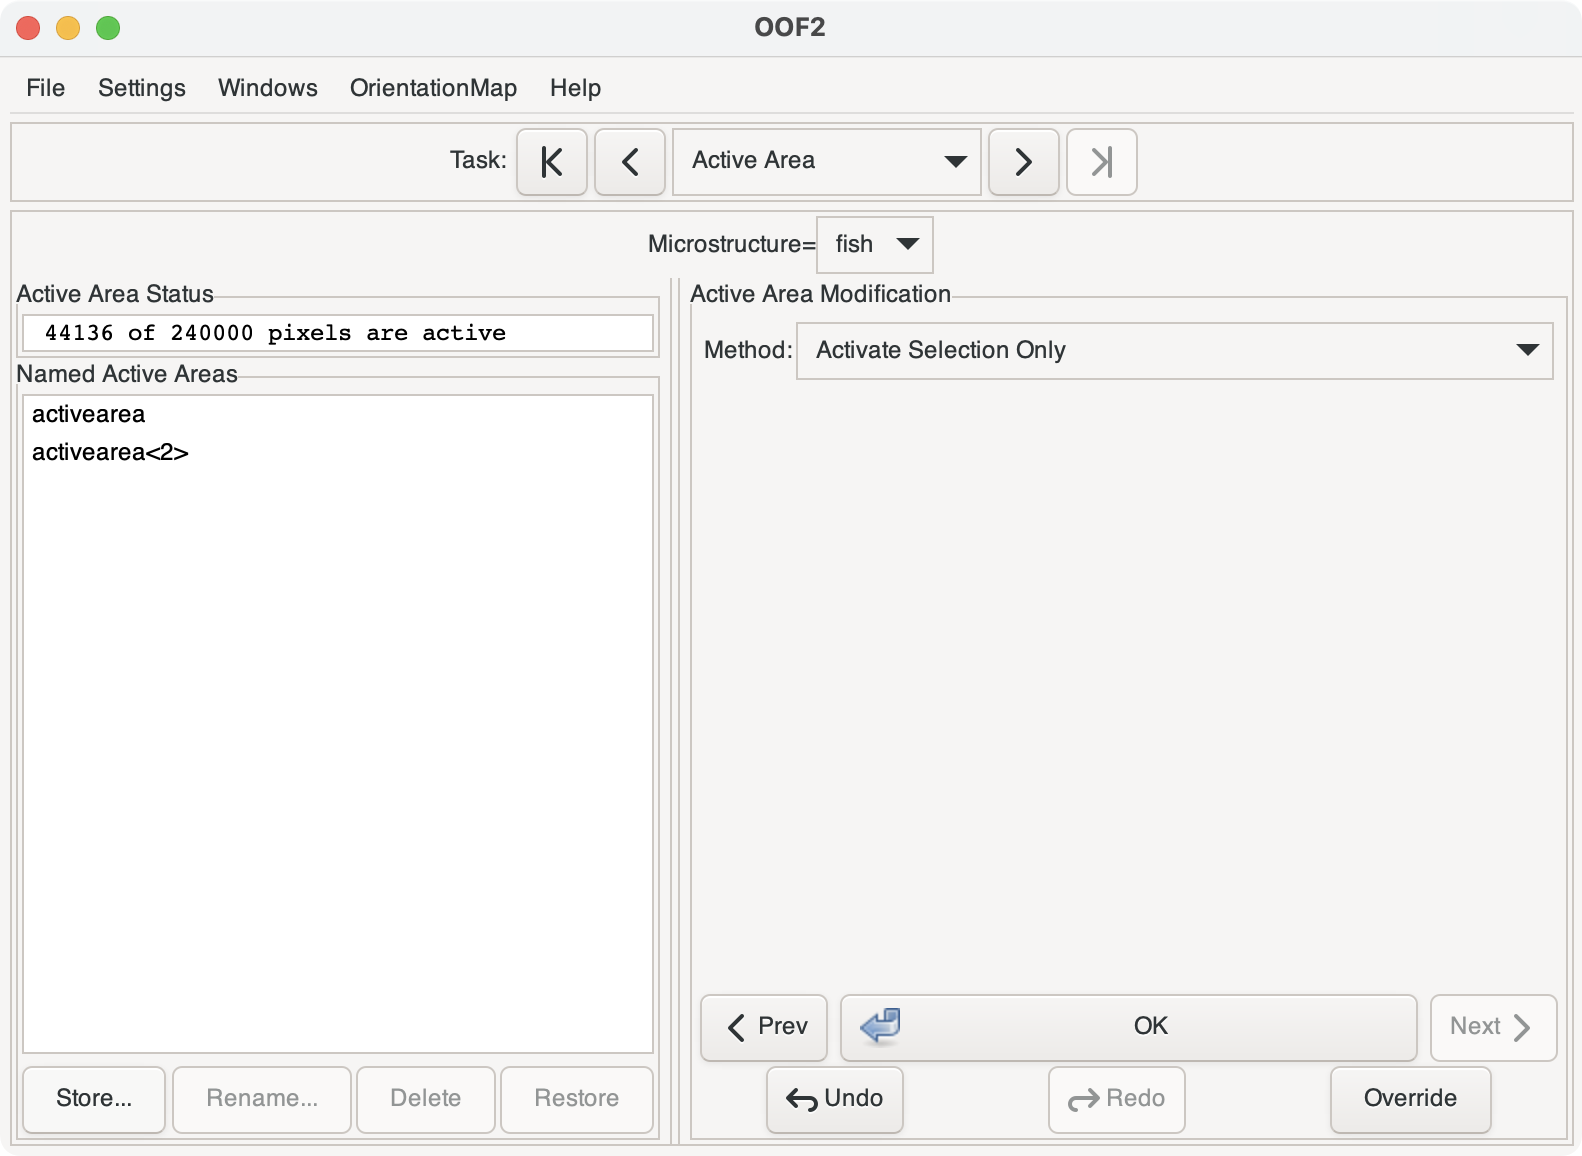 OOF2
File Settings Windows OrientationMap Help
Task: Active Area
Microstructure= fish
Active Area Status
44136 of 240000 pixels are active
Named Active Areas
activearea
activearea<2>
Store... Rename... Delete Restore
Active Area Modification
Method: Activate Selection Only
Prev OK Next
Undo Redo Override